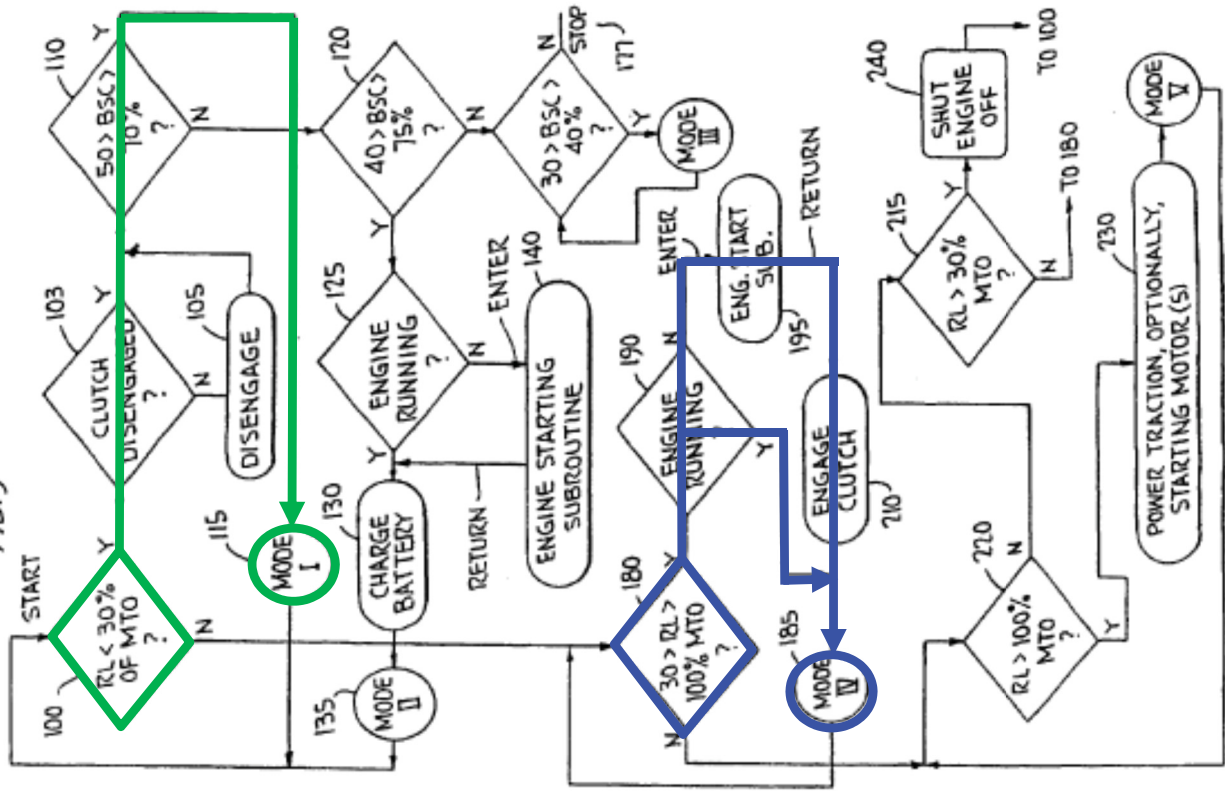 START
100
RL < 30%
OF MTO
?
Y
N
103
CLUTCH
DISENGAGED
?
Y
N
105
DISENGAGE
110
50 > BSC >
70%
?
Y
N
115
MODE
I
120
40 > BSC >
75%
?
Y
N
125
ENGINE
RUNNING
?
Y
N
ENTER
130
CHARGE
BATTERY
135
MODE
II
RETURN
140
ENGINE STARTING
SUBROUTINE
30 > BSC >
40%
?
N
STOP
177
Y
MODE
III
180
30 > RL >
100% MTO
?
Y
N
190
ENGINE
RUNNING
N
Y
ENTER
ENG. START
SUB.
195
RETURN
185
MODE
IV
ENGAGE
CLUTCH
210
215
RL > 30%
MTO
?
Y
N
TO 180
240
SHUT
ENGINE
OFF
TO 100
220
RL > 100%
MTO
?
N
Y
230
POWER TRACTION, OPTIONALLY,
STARTING MOTOR(S)
MODE
V